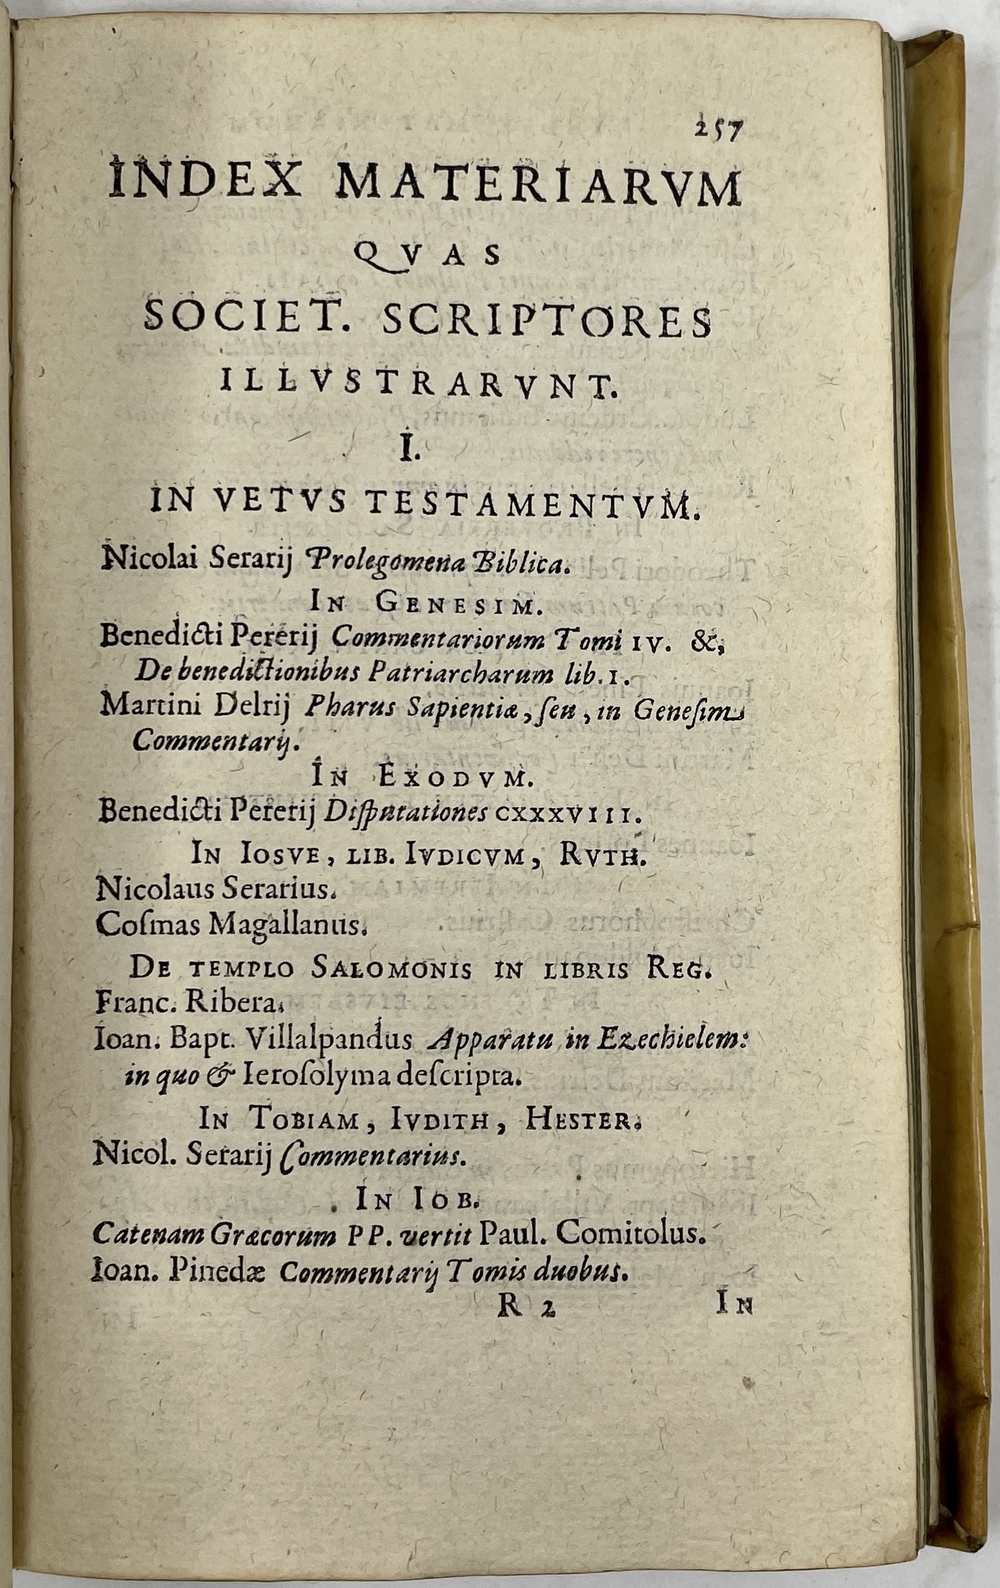 257
INDEX MATERIARVM
QVAS
SOCIET. SCRIPTORES
ILLVSTRARVNT.
I.
IN VETVS TESTAMENTVM.
Nicolai Serarij Prolegomena Biblica.
IN GENESIM.
Benedicti Pererij Commentariorum Tomi IV. &,
De benedictionibus Patriarcharum lib. 1.
Martini Delrij Pharus Sapientiæ, ſeu, in Geneſim
Commentarij.
IN EXODVM.
Benedicti Pererij Diſputationes CXXXVIII.
IN IOSVE, LIB. IVDICVM, RVTH.
Nicolaus Serarius.
Coſmas Magallanus.
DE TEMPLO SALOMONIS IN LIBRIS REG.
Franc. Ribera.
Ioan. Bapt. Villalpandus Apparatu in Ezechielem:
in quo & Ieroſolyma deſcripta.
IN TOBIAM, IVDITH, HESTER.
Nicol. Serarij Commentarius.
IN IOB.
Catenam Græcorum PP. vertit Paul. Comitolus.
Ioan. Pinedæ Commentarij Tomis duobus.
R 2 IN